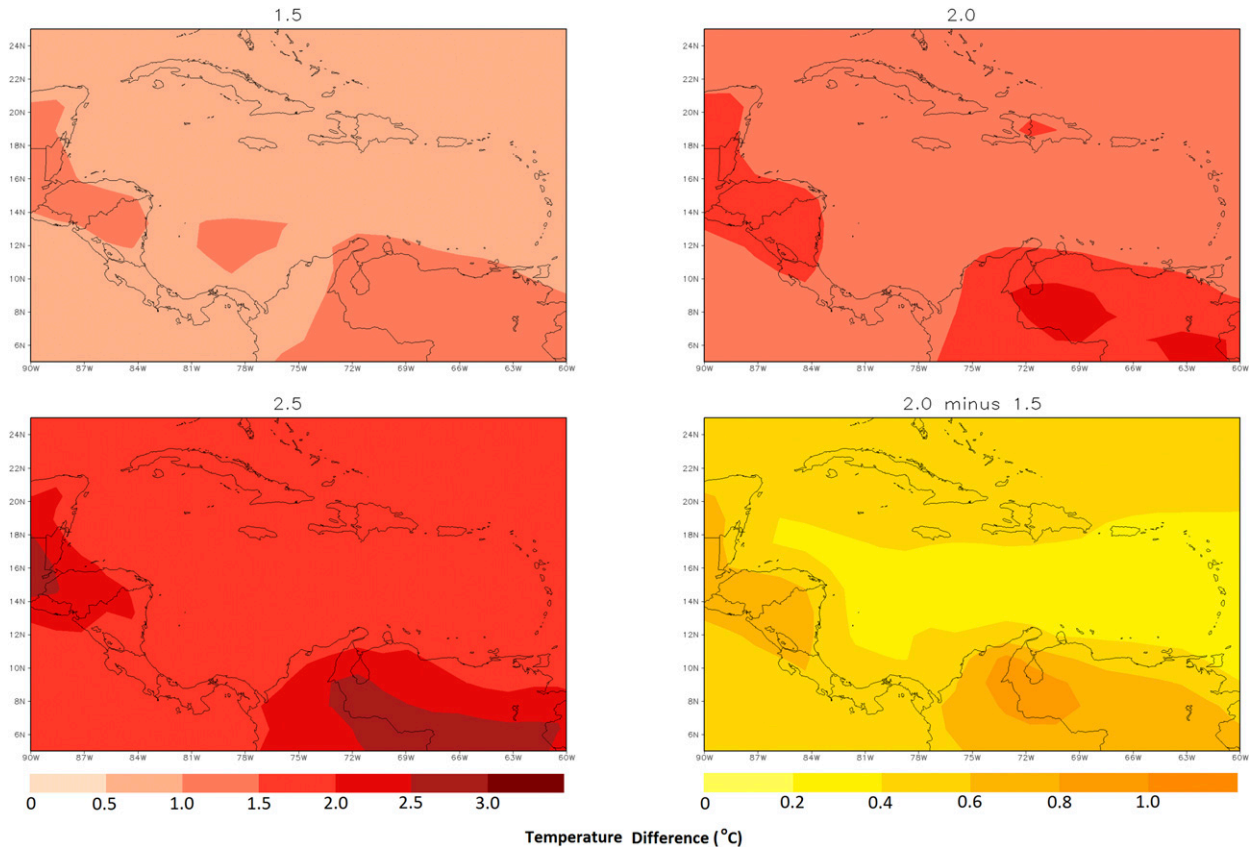 1.5
24N
22N
20N
18N
16N
14N
12N
10N
8N
6N
90W 87W 84W 81W 78W 75W 72W 69W 66W 63W 60W
2.0
24N
22N
20N
18N
16N
14N
12N
10N
8N
6N
90W 87W 84W 81W 78W 75W 72W 69W 66W 63W 60W
2.5
24N
22N
20N
18N
16N
14N
12N
10N
8N
6N
90W 87W 84W 81W 78W 75W 72W 69W 66W 63W 60W
2.0 minus 1.5
24N
22N
20N
18N
16N
14N
12N
10N
8N
6N
90W 87W 84W 81W 78W 75W 72W 69W 66W 63W 60W
0 0.5 1.0 1.5 2.0 2.5 3.0
0 0.2 0.4 0.6 0.8 1.0
Temperature Difference (°C)